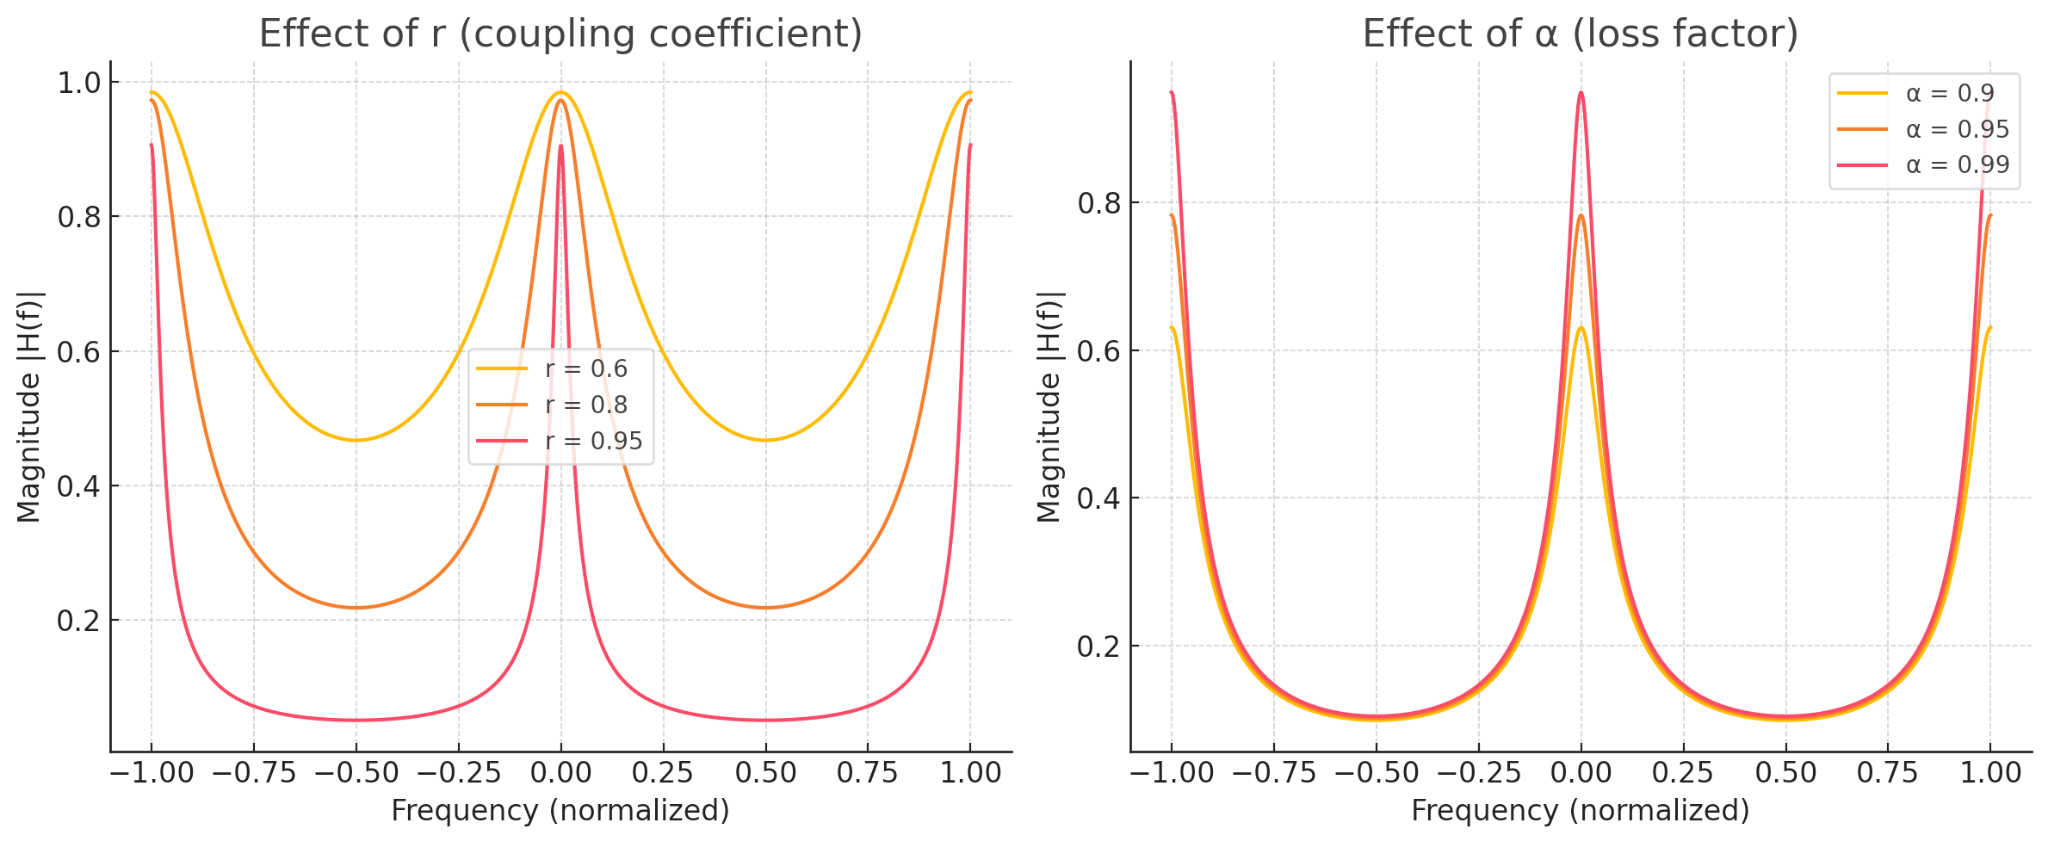 Effect of r (coupling coefficient)
1.0
0.8
0.6
0.4
0.2
Magnitude |H(f)|
r = 0.6
r = 0.8
r = 0.95
−1.00 −0.75 −0.50 −0.25 0.00 0.25 0.50 0.75 1.00
Frequency (normalized)
Effect of α (loss factor)
0.8
0.6
0.4
0.2
Magnitude |H(f)|
α = 0.9
α = 0.95
α = 0.99
−1.00 −0.75 −0.50 −0.25 0.00 0.25 0.50 0.75 1.00
Frequency (normalized)